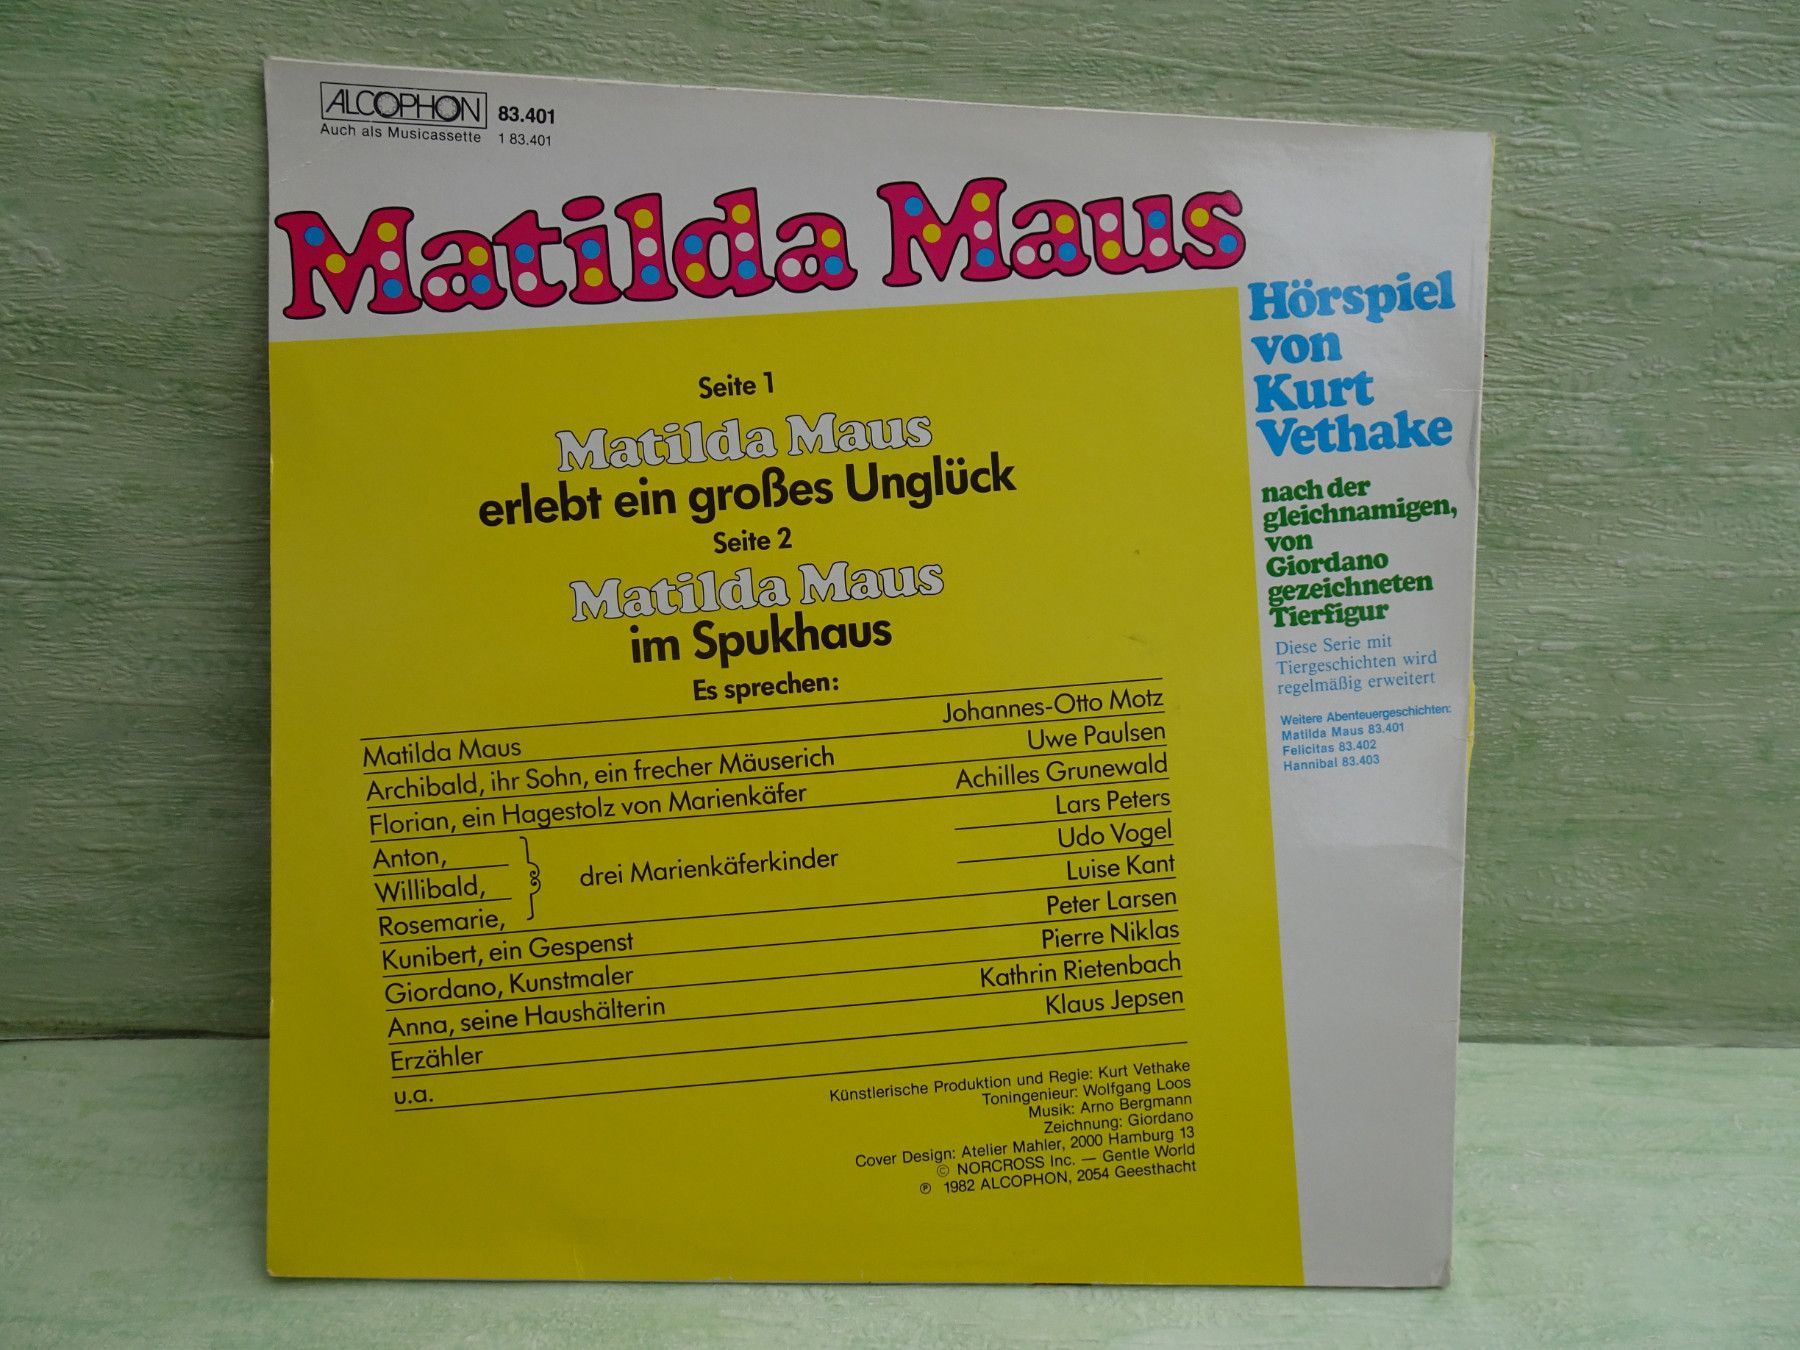 ALCOPHON 83.401
Auch als Musicassette 1 83.401
Matilda Maus
Hörspiel
von
Kurt
Vethake
nach der
gleichnamigen,
von
Giordano
gezeichneten
Tierfigur
Diese Serie mit
Tiergeschichten wird
regelmäßig erweitert
Weitere Abenteuergeschichten:
Matilda Maus 83.401
Felicitas 83.402
Hannibal 83.403
Seite 1
Matilda Maus
erlebt ein großes Unglück
Seite 2
Matilda Maus
im Spukhaus
Es sprechen:
Matilda Maus Johannes-Otto Motz
Archibald, ihr Sohn, ein frecher Mäuserich Uwe Paulsen
Florian, ein Hagestolz von Marienkäfer Achilles Grunewald
Anton, Lars Peters
Willibald, drei Marienkäferkinder Udo Vogel
Rosemarie, Luise Kant
Kunibert, ein Gespenst Peter Larsen
Giordano, Kunstmaler Pierre Niklas
Anna, seine Haushälterin Kathrin Rietenbach
Erzähler Klaus Jepsen
u.a.
Künstlerische Produktion und Regie: Kurt Vethake
Toningenieur: Wolfgang Loos
Musik: Arno Bergmann
Zeichnung: Giordano
Cover Design: Atelier Mahler, 2000 Hamburg 13
© NORCROSS Inc. — Gentle World
℗ 1982 ALCOPHON, 2054 Geesthacht